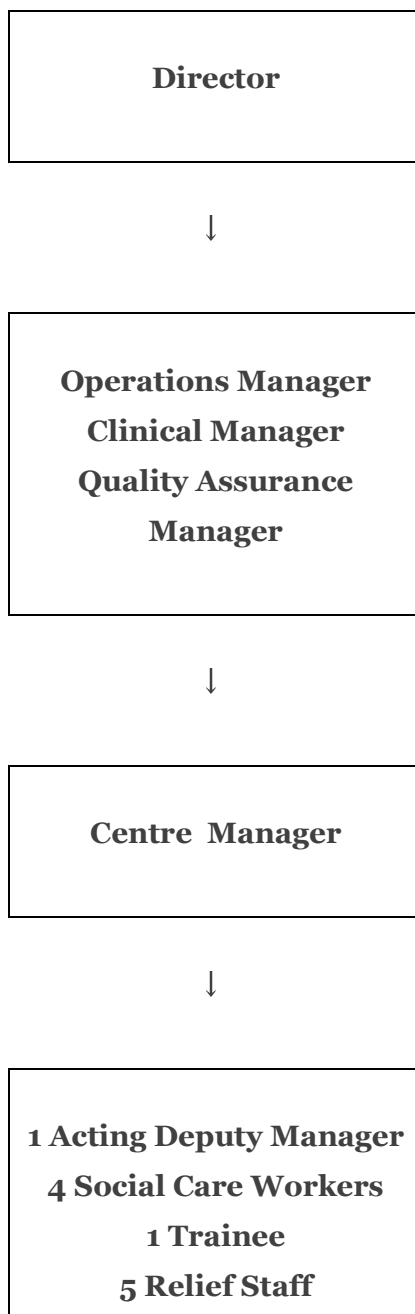 Director
↓
Operations Manager
Clinical Manager
Quality Assurance
Manager
↓
Centre Manager
↓
1 Acting Deputy Manager
4 Social Care Workers
1 Trainee
5 Relief Staff